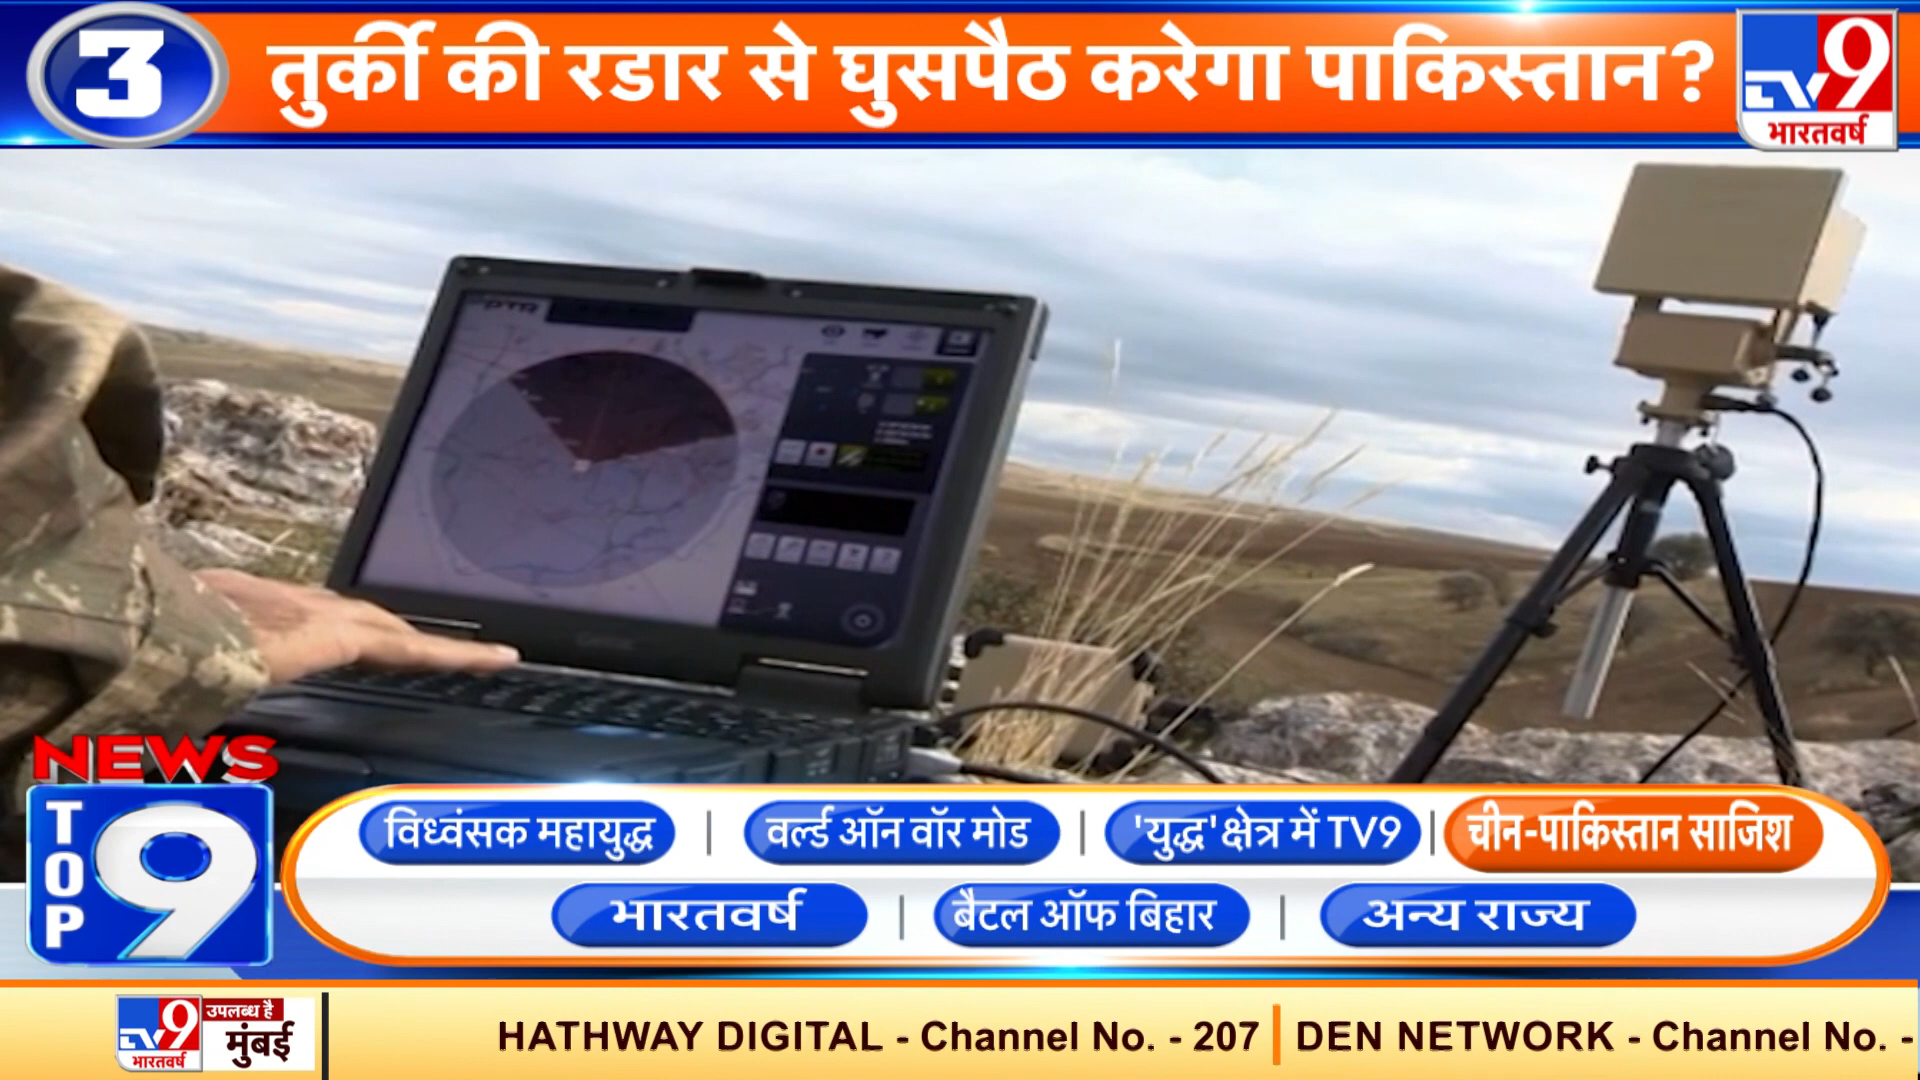 3
तुर्की की रडार से घुसपैठ करेगा पाकिस्तान?
TV9
भारतवर्ष
NEWS
TOP 9
विध्वंसक महायुद्ध | वर्ल्ड ऑन वॉर मोड | 'युद्ध' क्षेत्र में TV9 | चीन-पाकिस्तान साजिश
भारतवर्ष | बैटल ऑफ बिहार | अन्य राज्य
TV9
भारतवर्ष
उपलब्ध है
मुंबई
HATHWAY DIGITAL - Channel No. - 207 | DEN NETWORK - Channel No. -